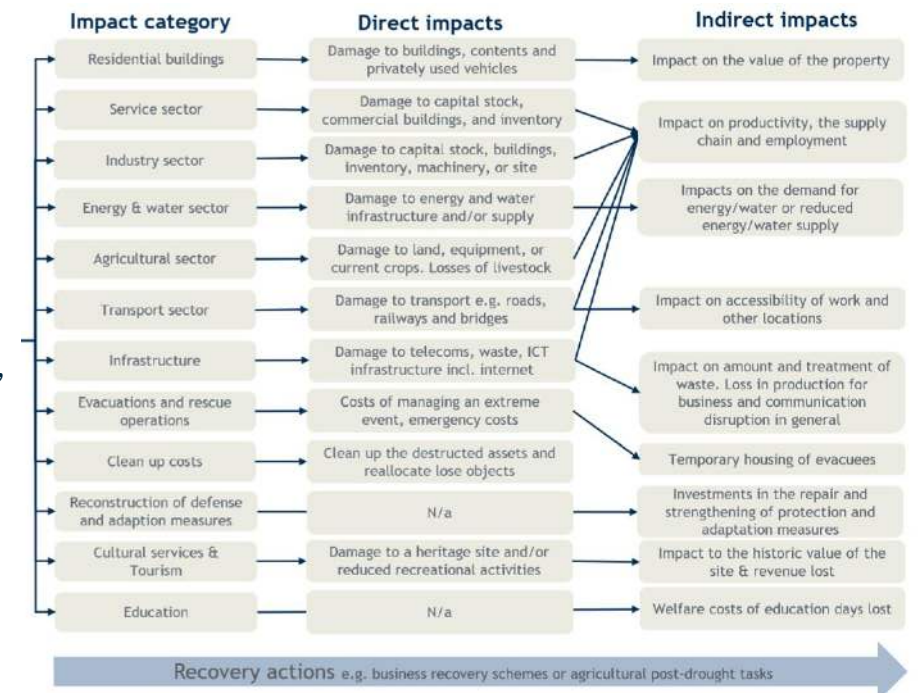 Impact category
Direct impacts
Indirect impacts
Residential buildings
Damage to buildings, contents and
privately used vehicles
Impact on the value of the property
Service sector
Damage to capital stock,
commercial buildings, and inventory
Impact on productivity, the supply
chain and employment
Industry sector
Damage to capital stock, buildings,
inventory, machinery, or site
Energy & water sector
Damage to energy and water
infrastructure and/or supply
Impacts on the demand for
energy/water or reduced
energy/water supply
Agricultural sector
Damage to land, equipment, or
current crops. Losses of livestock
Transport sector
Damage to transport e.g. roads,
railways and bridges
Impact on accessibility of work and
other locations
,
Infrastructure
Damage to telecoms, waste, ICT
infrastructure incl. internet
Impact on amount and treatment of
waste. Loss in production for
business and communication
disruption in general
Evacuations and rescue
operations
Costs of managing an extreme
event, emergency costs
Temporary housing of evacuees
Clean up costs
Clean up the destructed assets and
reallocate lose objects
Reconstruction of defense
and adaption measures
N/a
Investments in the repair and
strengthening of protection and
adaptation measures
Cultural services &
Tourism
Damage to a heritage site and/or
reduced recreational activities
Impact to the historic value of the
site & revenue lost
Education
N/a
Welfare costs of education days lost
Recovery actions e.g. business recovery schemes or agricultural post-drought tasks